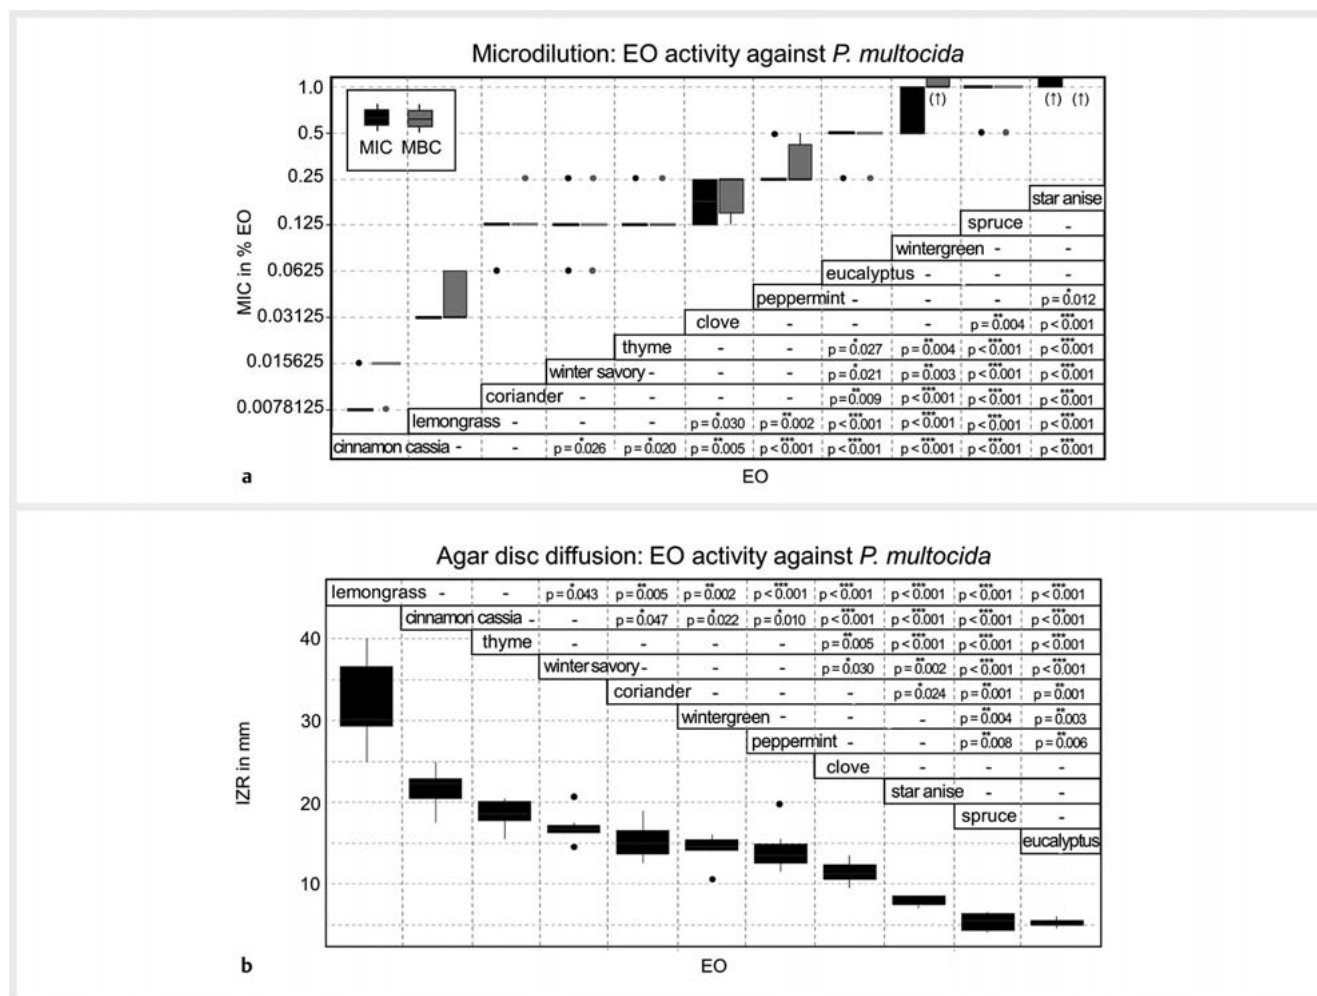 Microdilution: EO activity against P. multocida
1.0
0.5
0.25
0.125
0.0625
0.03125
0.015625
0.0078125
MIC in % EO
MIC MBC
(↑) (↑) (↑)
star anise
spruce -
wintergreen - -
eucalyptus - - -
peppermint - - - * p = 0.012
clove - - - ** p = 0.004 *** p < 0.001
thyme - - * p = 0.027 ** p = 0.004 *** p < 0.001 *** p < 0.001
winter savory - - - * p = 0.021 ** p = 0.003 *** p < 0.001 *** p < 0.001
coriander - - - - ** p = 0.009 *** p < 0.001 *** p < 0.001 *** p < 0.001
lemongrass - - - * p = 0.030 ** p = 0.002 *** p < 0.001 *** p < 0.001 *** p < 0.001 *** p < 0.001
cinnamon cassia - - * p = 0.026 * p = 0.020 ** p = 0.005 *** p < 0.001 *** p < 0.001 *** p < 0.001 *** p < 0.001 *** p < 0.001
a
EO
Agar disc diffusion: EO activity against P. multocida
lemongrass - - * p = 0.043 ** p = 0.005 ** p = 0.002 *** p < 0.001 *** p < 0.001 *** p < 0.001 *** p < 0.001 *** p < 0.001
cinnamon cassia - - * p = 0.047 * p = 0.022 * p = 0.010 *** p < 0.001 *** p < 0.001 *** p < 0.001 *** p < 0.001
thyme - - - - ** p = 0.005 *** p < 0.001 *** p < 0.001 *** p < 0.001
winter savory - - - * p = 0.030 ** p = 0.002 *** p < 0.001 *** p < 0.001
coriander - - - * p = 0.024 ** p = 0.001 ** p = 0.001
wintergreen - - - ** p = 0.004 ** p = 0.003
peppermint - - ** p = 0.008 ** p = 0.006
clove - - -
star anise - -
spruce -
eucalyptus
40
30
20
10
IZR in mm
b
EO